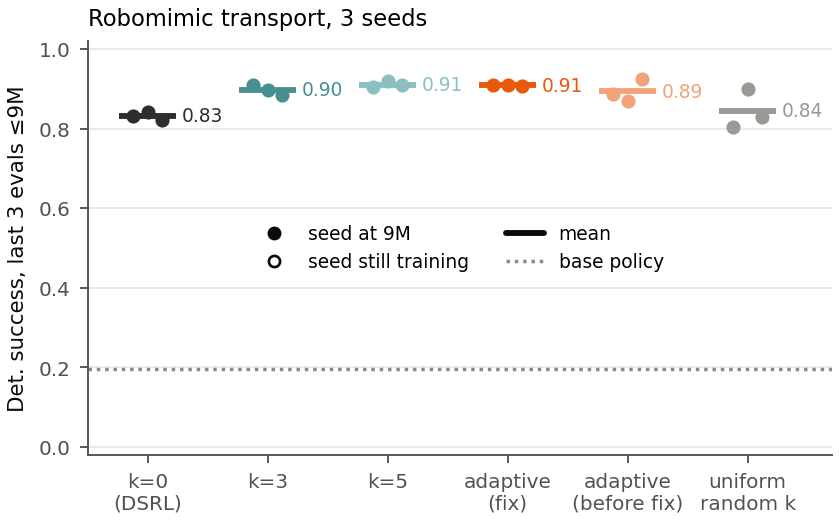 Robomimic transport, 3 seeds
Det. success, last 3 evals ≤9M
1.0
0.8
0.6
0.4
0.2
0.0
0.83
0.90
0.91
0.91
0.89
0.84
seed at 9M
seed still training
mean
base policy
k=0
(DSRL)
k=3
k=5
adaptive
(fix)
adaptive
(before fix)
uniform
random k